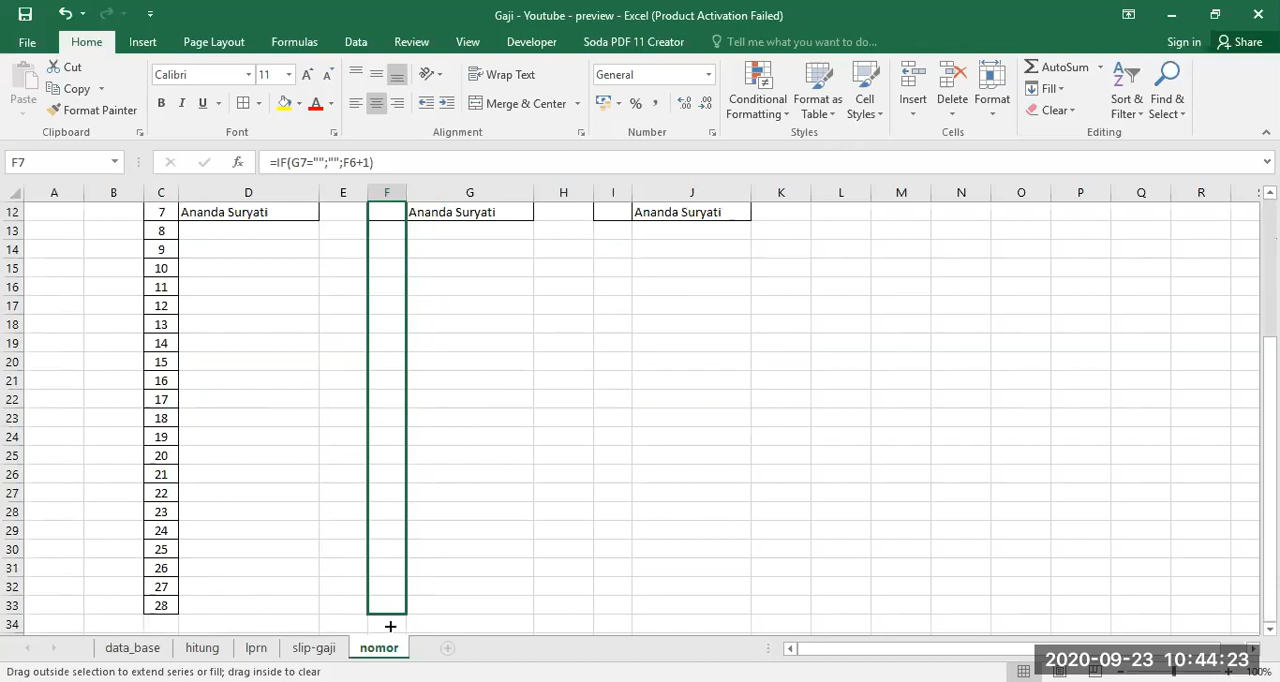 Gaji - Youtube - preview - Excel (Product Activation Failed)
File Home Insert Page Layout Formulas Data Review View Developer Soda PDF 11 Creator Tell me what you want to do... Sign in Share
Paste Cut Copy Format Painter
Calibri 11
Wrap Text
Merge & Center
General
Conditional Formatting
Format as Table
Cell Styles
Insert Delete Format
AutoSum Fill Clear
Sort & Filter
Find & Select
Clipboard Font Alignment Number Styles Cells Editing
F7 fx =IF(G7="";"";F6+1)
A B C D E F G H I J K L M N O P Q R
12 7 Ananda Suryati Ananda Suryati Ananda Suryati
13 8
14 9
15 10
16 11
17 12
18 13
19 14
20 15
21 16
22 17
23 18
24 19
25 20
26 21
27 22
28 23
29 24
30 25
31 26
32 27
33 28
34
data_base hitung lprn slip-gaji nomor
Drag outside selection to extend series or fill; drag inside to clear
2020-09-23 10:44:23
100%